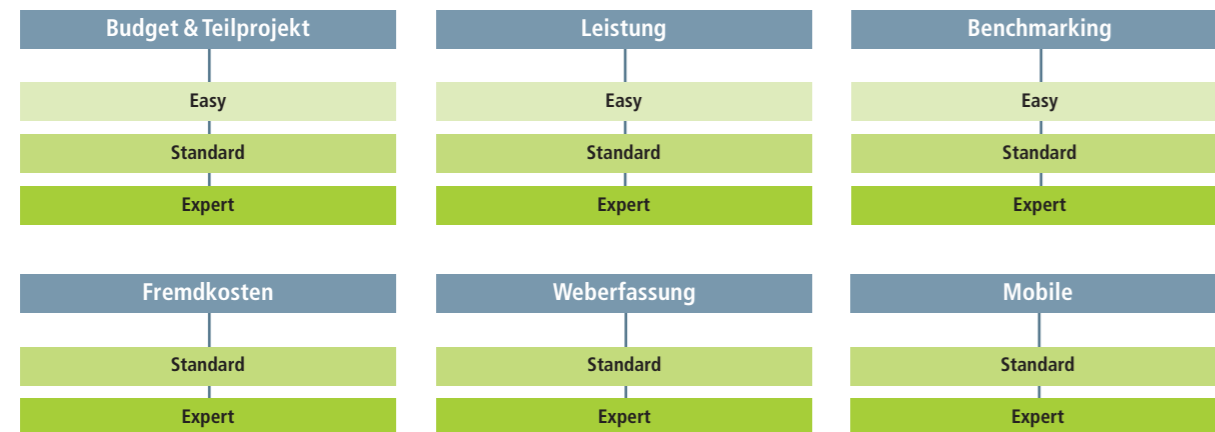 Budget & Teilprojekt
Easy
Standard
Expert
Leistung
Easy
Standard
Expert
Benchmarking
Easy
Standard
Expert
Fremdkosten
Standard
Expert
Weberfassung
Standard
Expert
Mobile
Standard
Expert